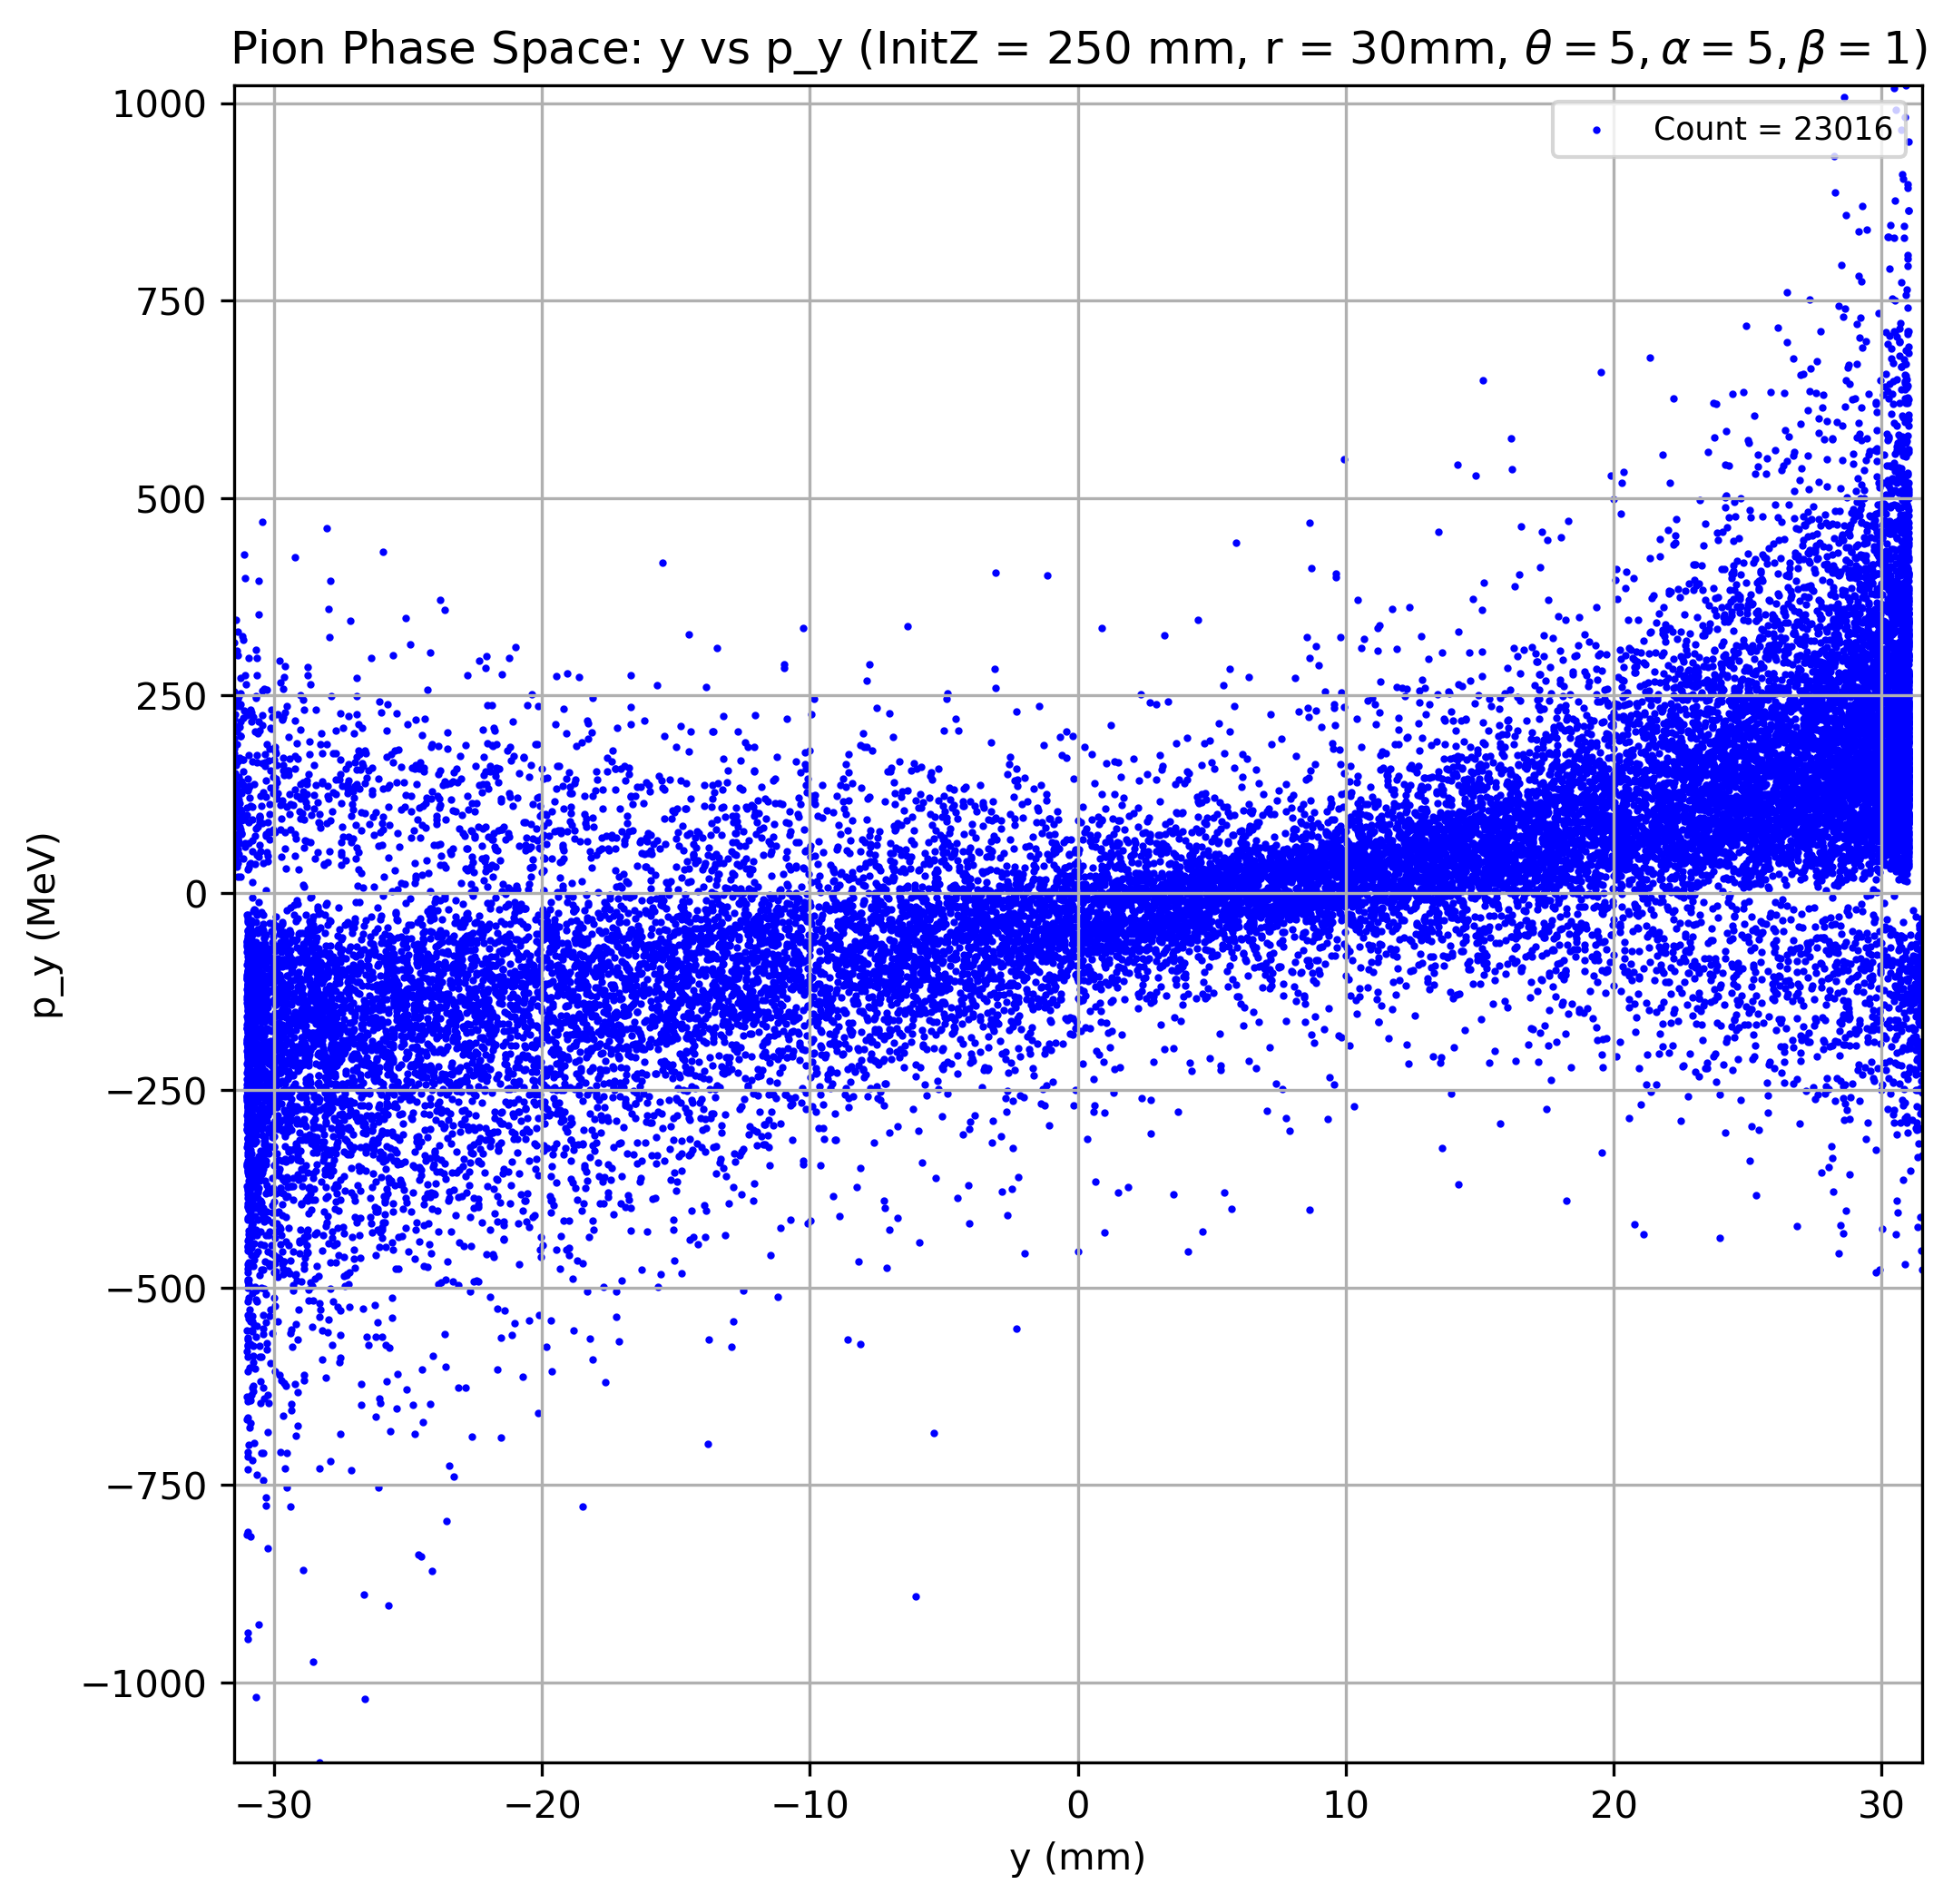 Pion Phase Space: y vs p_y (InitZ = 250 mm, r = 30mm, θ = 5, α = 5, β = 1)
Count = 23016
1000
750
500
250
0
−250
−500
−750
−1000
p_y (MeV)
−30 −20 −10 0 10 20 30
y (mm)